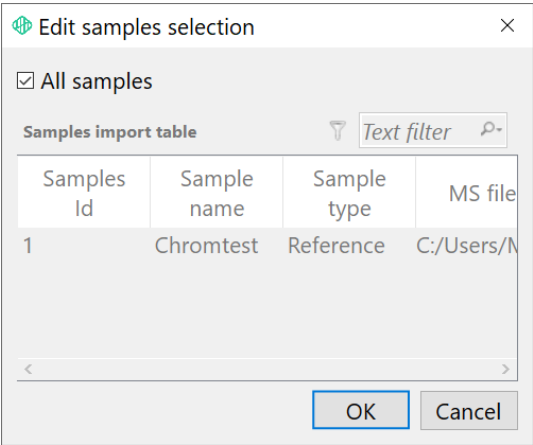 Edit samples selection
All samples
Samples import table Text filter
Samples Id Sample name Sample type MS file
1 Chromtest Reference C:/Users/
OK Cancel